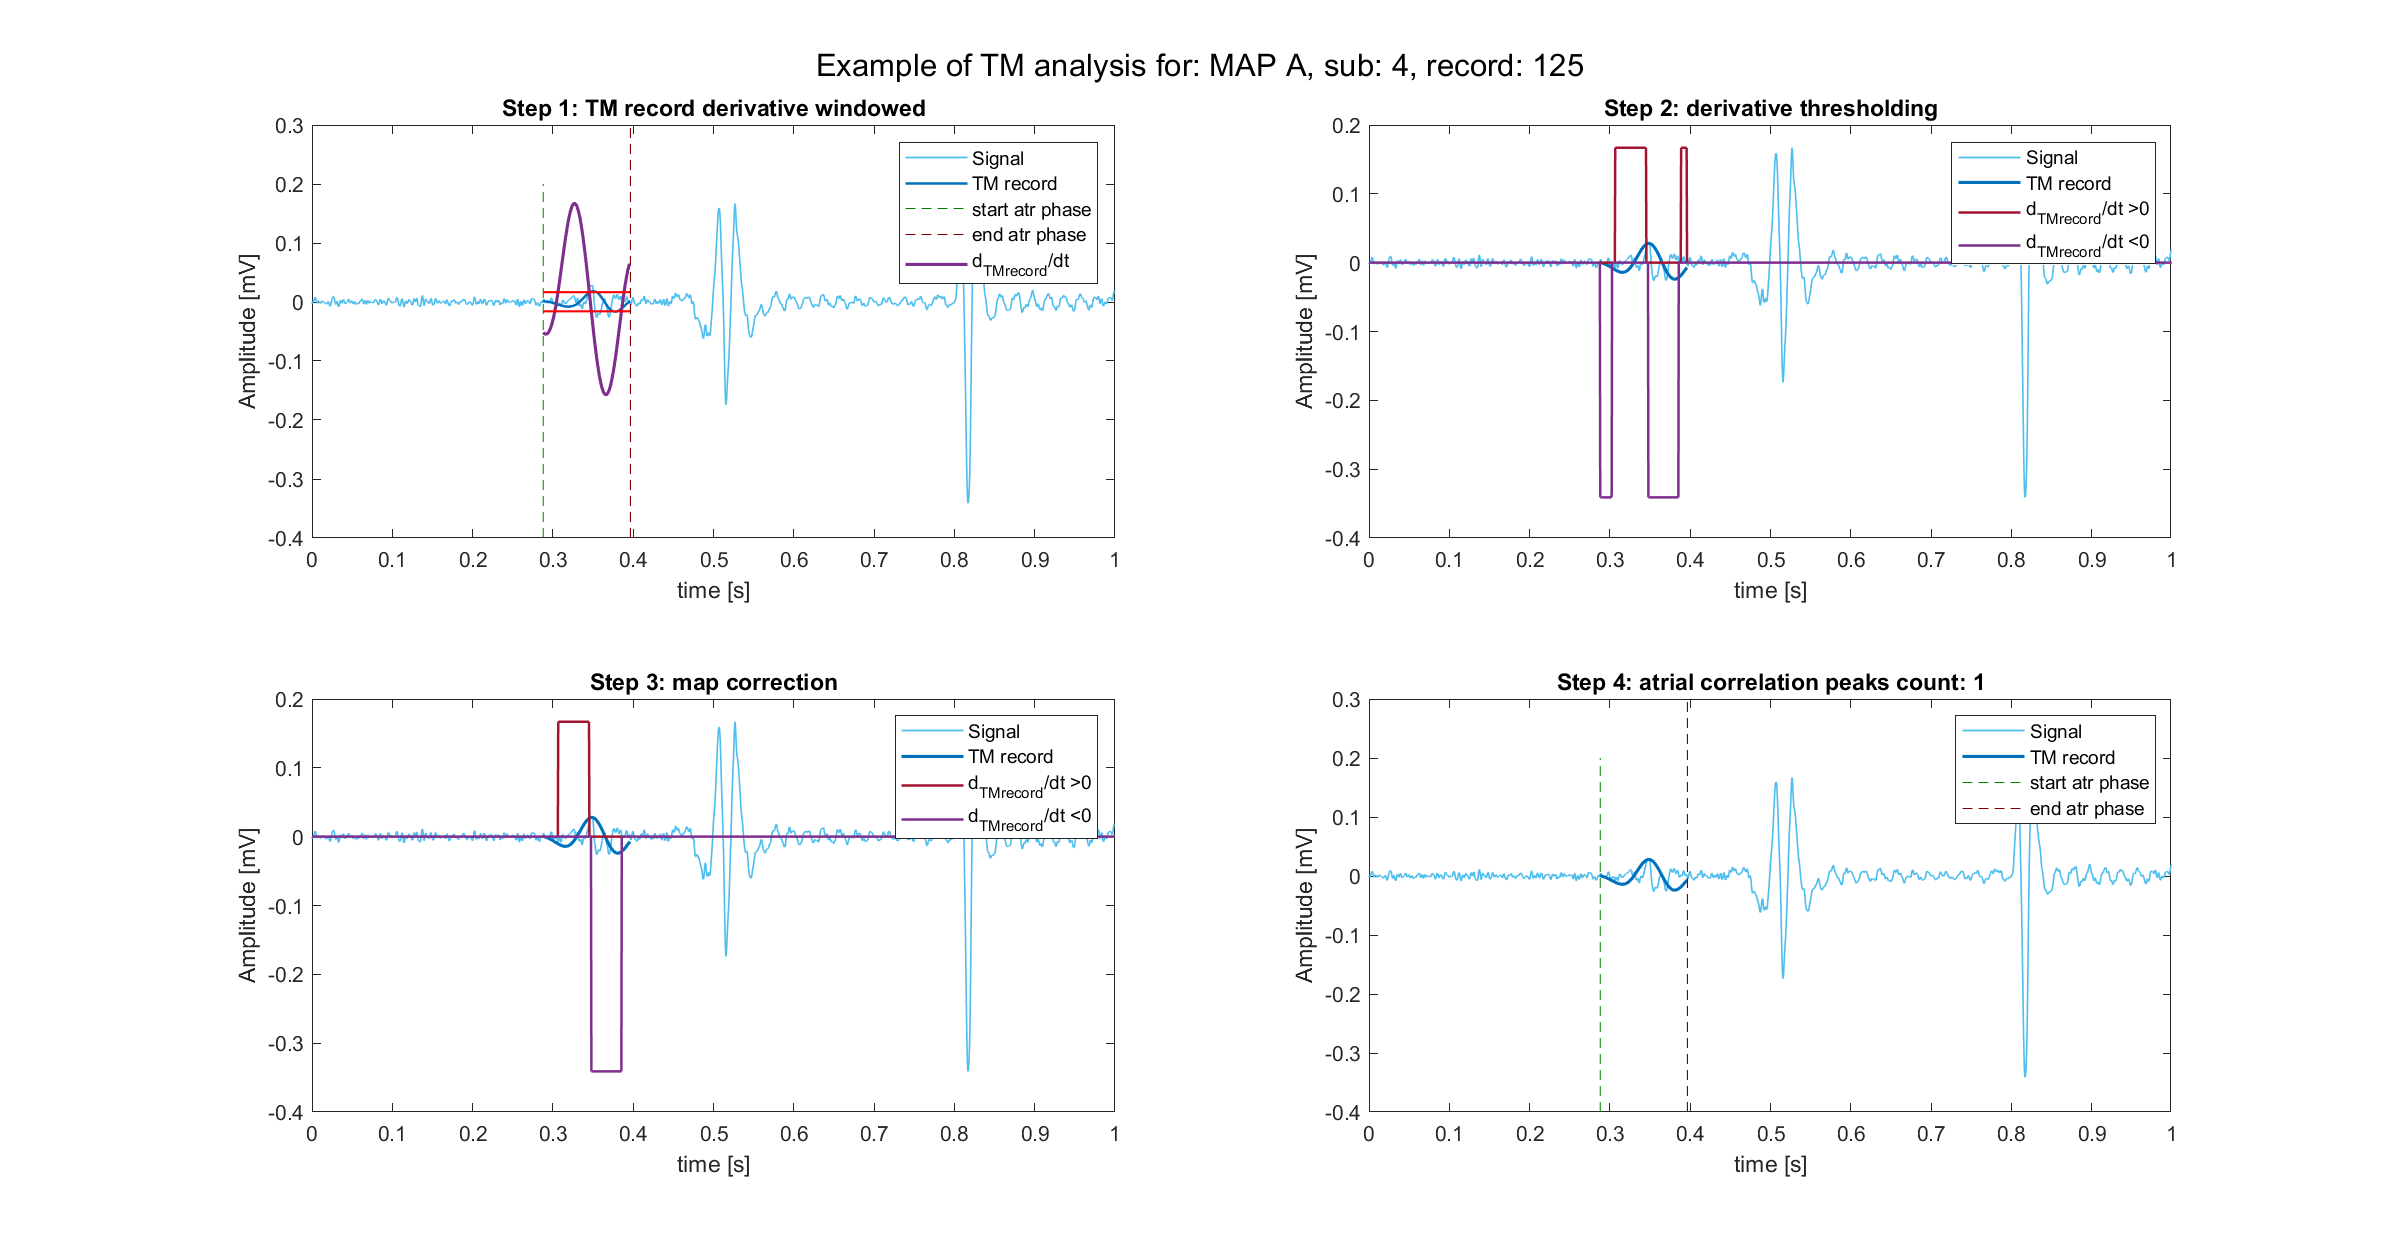 Example of TM analysis for: MAP A, sub: 4, record: 125
Step 1: TM record derivative windowed
0.3
0.2
0.1
0
-0.1
-0.2
-0.3
-0.4
Amplitude [mV]
0 0.1 0.2 0.3 0.4 0.5 0.6 0.7 0.8 0.9 1
time [s]
Signal
TM record
start atr phase
end atr phase
dTMrecord/dt
Step 2: derivative thresholding
0.2
0.1
0
-0.1
-0.2
-0.3
-0.4
Amplitude [mV]
0 0.1 0.2 0.3 0.4 0.5 0.6 0.7 0.8 0.9 1
time [s]
Signal
TM record
dTMrecord/dt >0
dTMrecord/dt <0
Step 3: map correction
0.2
0.1
0
-0.1
-0.2
-0.3
-0.4
Amplitude [mV]
0 0.1 0.2 0.3 0.4 0.5 0.6 0.7 0.8 0.9 1
time [s]
Signal
TM record
dTMrecord/dt >0
dTMrecord/dt <0
Step 4: atrial correlation peaks count: 1
0.3
0.2
0.1
0
-0.1
-0.2
-0.3
-0.4
Amplitude [mV]
0 0.1 0.2 0.3 0.4 0.5 0.6 0.7 0.8 0.9 1
time [s]
Signal
TM record
start atr phase
end atr phase